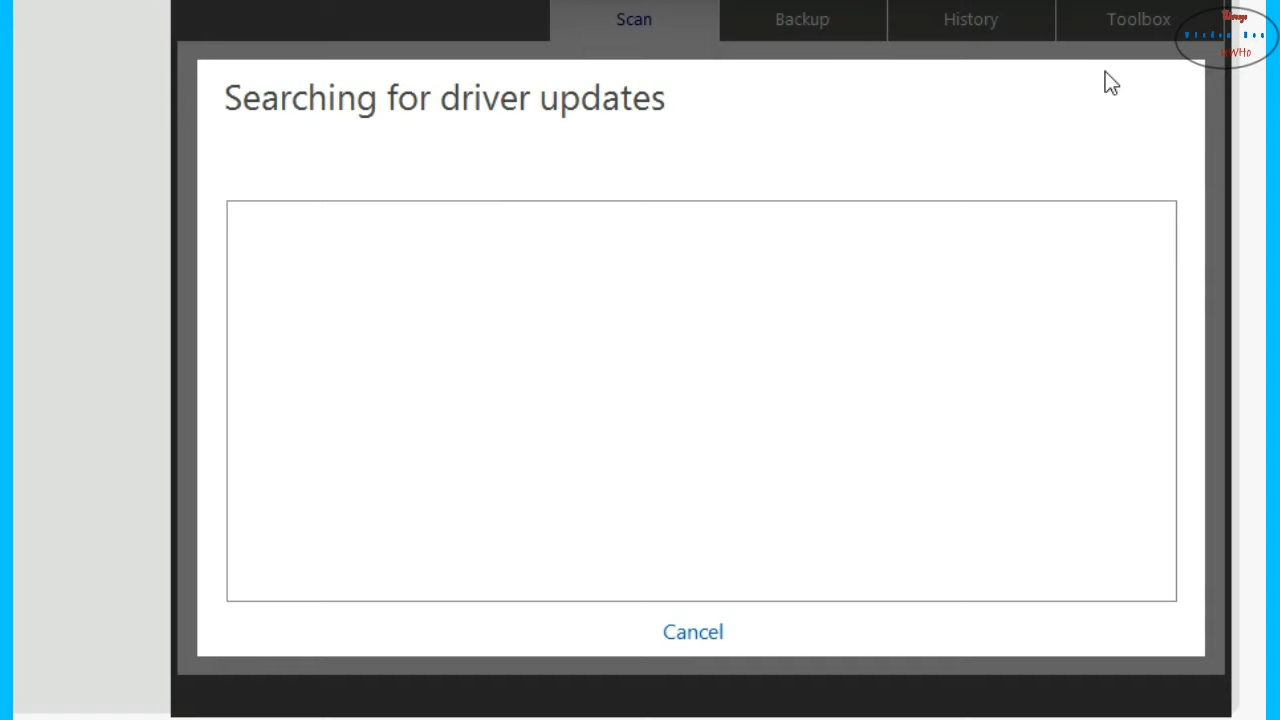 Scan
Backup
History
Toolbox
Searching for driver updates
Cancel